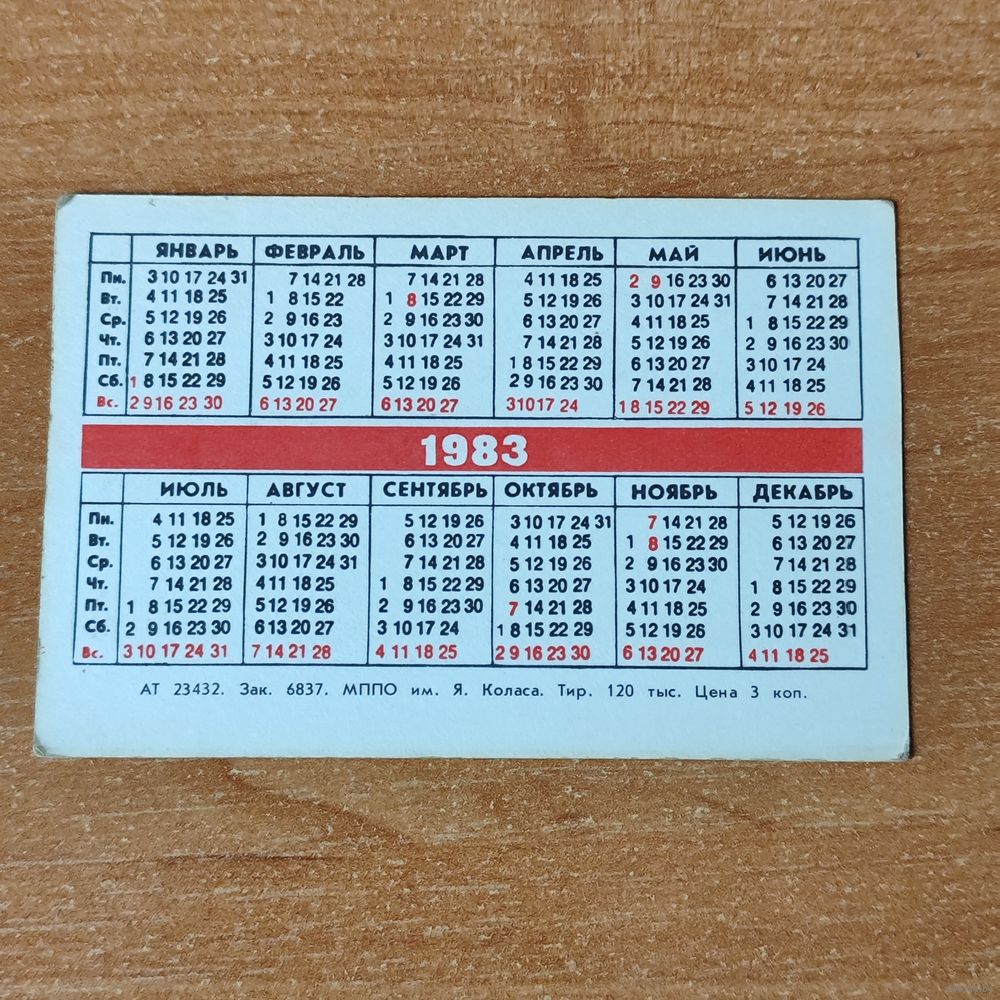 ЯНВАРЬ ФЕВРАЛЬ МАРТ АПРЕЛЬ МАЙ ИЮНЬ
Пн. 3 10 17 24 31 7 14 21 28 7 14 21 28 4 11 18 25 2 9 16 23 30 6 13 20 27
Вт. 4 11 18 25 1 8 15 22 1 8 15 22 29 5 12 19 26 3 10 17 24 31 7 14 21 28
Ср. 5 12 19 26 2 9 16 23 2 9 16 23 30 6 13 20 27 4 11 18 25 1 8 15 22 29
Чт. 6 13 20 27 3 10 17 24 3 10 17 24 31 7 14 21 28 5 12 19 26 2 9 16 23 30
Пт. 7 14 21 28 4 11 18 25 4 11 18 25 1 8 15 22 29 6 13 20 27 3 10 17 24
Сб. 1 8 15 22 29 5 12 19 26 5 12 19 26 2 9 16 23 30 7 14 21 28 4 11 18 25
Вс. 2 9 16 23 30 6 13 20 27 6 13 20 27 3 10 17 24 1 8 15 22 29 5 12 19 26
1983
ИЮЛЬ АВГУСТ СЕНТЯБРЬ ОКТЯБРЬ НОЯБРЬ ДЕКАБРЬ
Пн. 4 11 18 25 1 8 15 22 29 5 12 19 26 3 10 17 24 31 7 14 21 28 5 12 19 26
Вт. 5 12 19 26 2 9 16 23 30 6 13 20 27 4 11 18 25 1 8 15 22 29 6 13 20 27
Ср. 6 13 20 27 3 10 17 24 31 7 14 21 28 5 12 19 26 2 9 16 23 30 7 14 21 28
Чт. 7 14 21 28 4 11 18 25 1 8 15 22 29 6 13 20 27 3 10 17 24 1 8 15 22 29
Пт. 1 8 15 22 29 5 12 19 26 2 9 16 23 30 7 14 21 28 4 11 18 25 2 9 16 23 30
Сб. 2 9 16 23 30 6 13 20 27 3 10 17 24 1 8 15 22 29 5 12 19 26 3 10 17 24 31
Вс. 3 10 17 24 31 7 14 21 28 4 11 18 25 2 9 16 23 30 6 13 20 27 4 11 18 25
АТ 23432. Зак. 6837. МППО им. Я. Коласа. Тир. 120 тыс. Цена 3 коп.